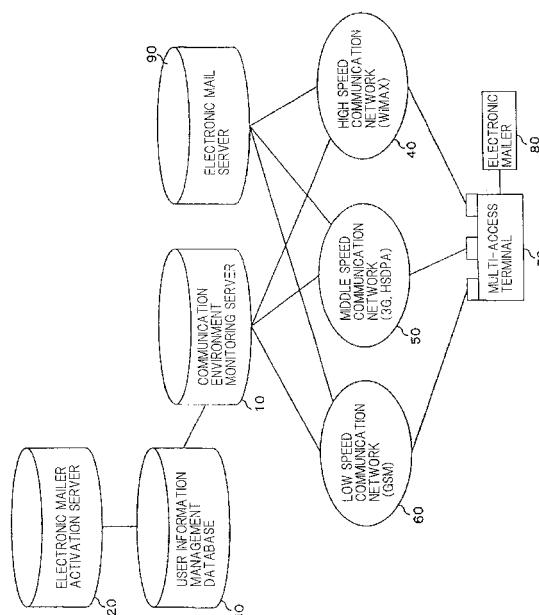 ELECTRONIC MAILER
ACTIVATION SERVER
20
USER INFORMATION
MANAGEMENT
DATABASE
COMMUNICATION
ENVIRONMENT
MONITORING SERVER
10
ELECTRONIC MAIL
SERVER
90
LOW SPEED
COMMUNICATION
NETWORK
(GSM)
60
MIDDLE SPEED
COMMUNICATION
NETWORK
(3G, HSDPA)
50
HIGH SPEED
COMMUNICATION
NETWORK
(WiMAX)
40
MULTI-ACCESS
TERMINAL
ELECTRONIC
MAILER
80